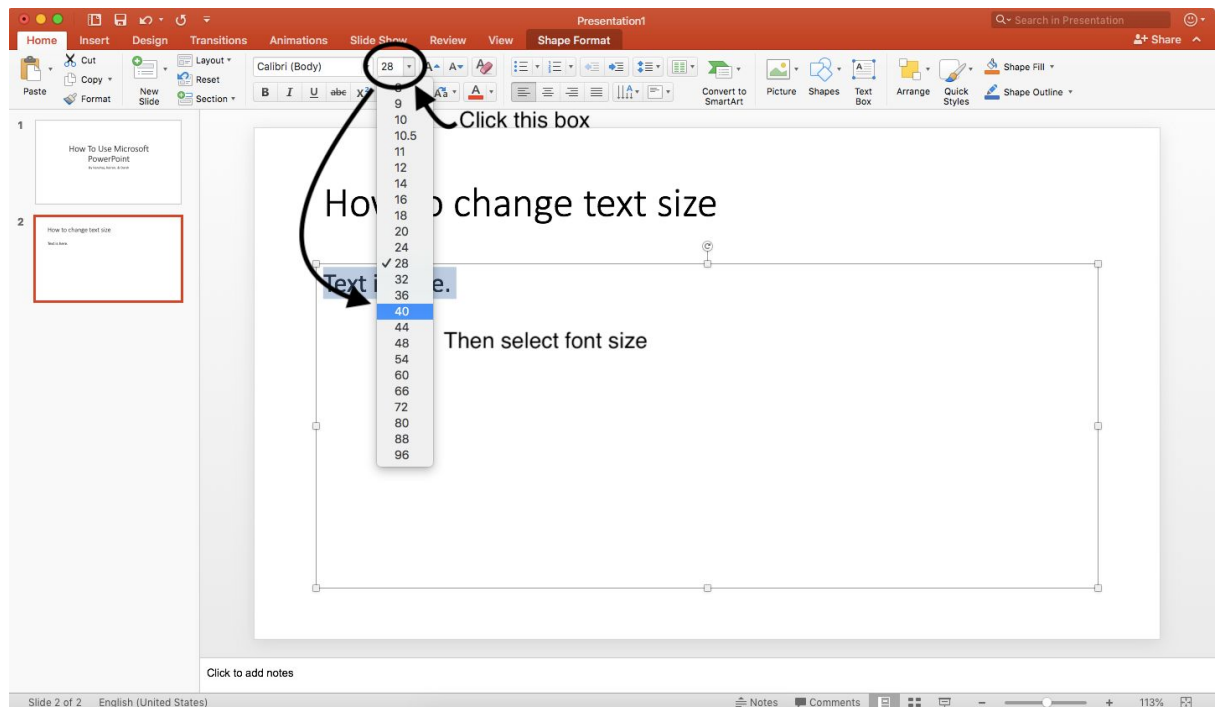 Presentation1
Search in Presentation
Home Insert Design Transitions Animations Slide Show Review View Shape Format
Share
Paste
Cut
Copy
Format
New
Slide
Layout
Reset
Section
Calibri (Body)
28
B I U abc
Convert to
SmartArt
Picture
Shapes
Text
Box
Arrange
Quick
Styles
Shape Fill
Shape Outline
Click this box
9
10
10.5
11
12
14
16
18
20
24
✓ 28
32
36
40
44
48
54
60
66
72
80
88
96
Then select font size
1
How To Use Microsoft
PowerPoint
2
How to change text size
Text is here.
change text size
Click to add notes
Slide 2 of 2 English (United States)
Notes Comments 113%